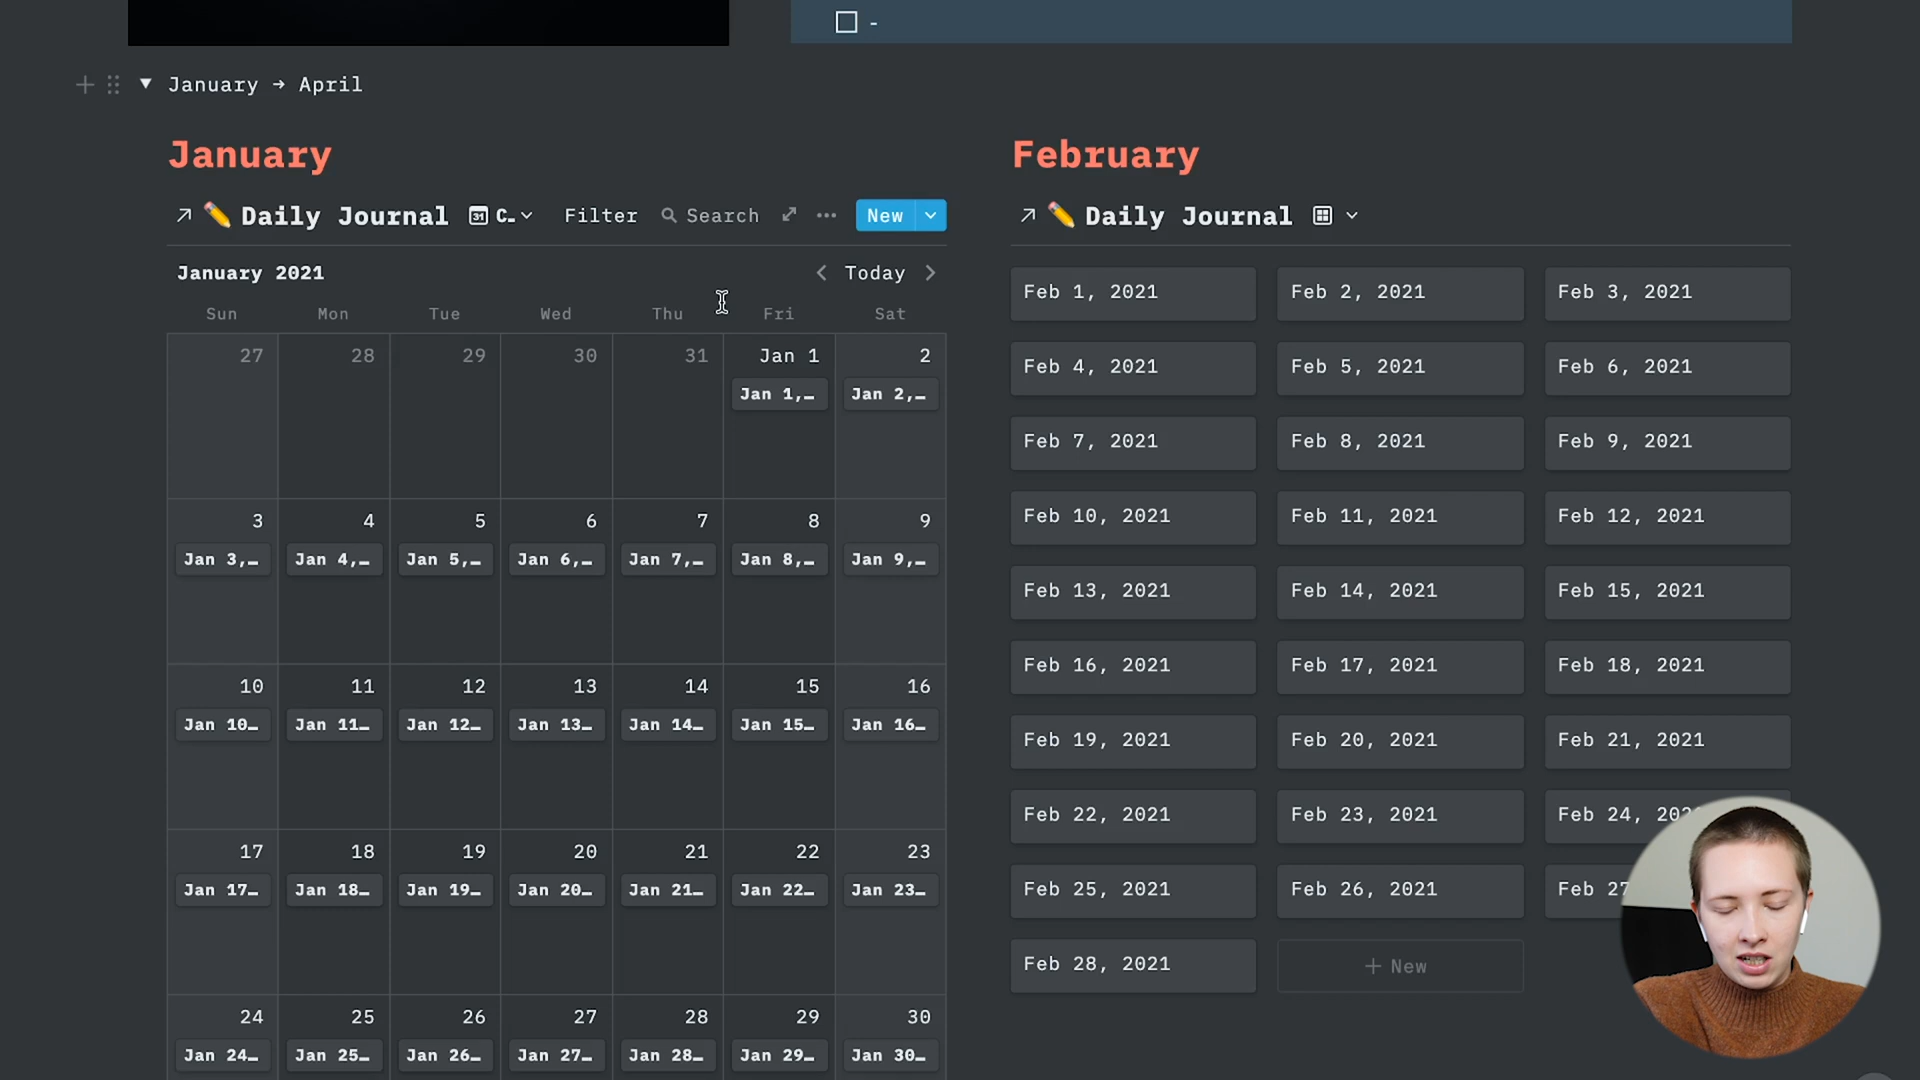 -
January → April
January
Daily Journal C… Filter Search ••• New
January 2021 Today
Sun Mon Tue Wed Thu Fri Sat
27 28 29 30 31 Jan 1 2
Jan 1,… Jan 2,…
3 4 5 6 7 8 9
Jan 3,… Jan 4,… Jan 5,… Jan 6,… Jan 7,… Jan 8,… Jan 9,…
10 11 12 13 14 15 16
Jan 10… Jan 11… Jan 12… Jan 13… Jan 14… Jan 15… Jan 16…
17 18 19 20 21 22 23
Jan 17… Jan 18… Jan 19… Jan 20… Jan 21… Jan 22… Jan 23…
24 25 26 27 28 29 30
Jan 24… Jan 25… Jan 26… Jan 27… Jan 28… Jan 29… Jan 30…
February
Daily Journal
Feb 1, 2021 Feb 2, 2021 Feb 3, 2021
Feb 4, 2021 Feb 5, 2021 Feb 6, 2021
Feb 7, 2021 Feb 8, 2021 Feb 9, 2021
Feb 10, 2021 Feb 11, 2021 Feb 12, 2021
Feb 13, 2021 Feb 14, 2021 Feb 15, 2021
Feb 16, 2021 Feb 17, 2021 Feb 18, 2021
Feb 19, 2021 Feb 20, 2021 Feb 21, 2021
Feb 22, 2021 Feb 23, 2021 Feb 24,
Feb 25, 2021 Feb 26, 2021 Feb 27
Feb 28, 2021 + New